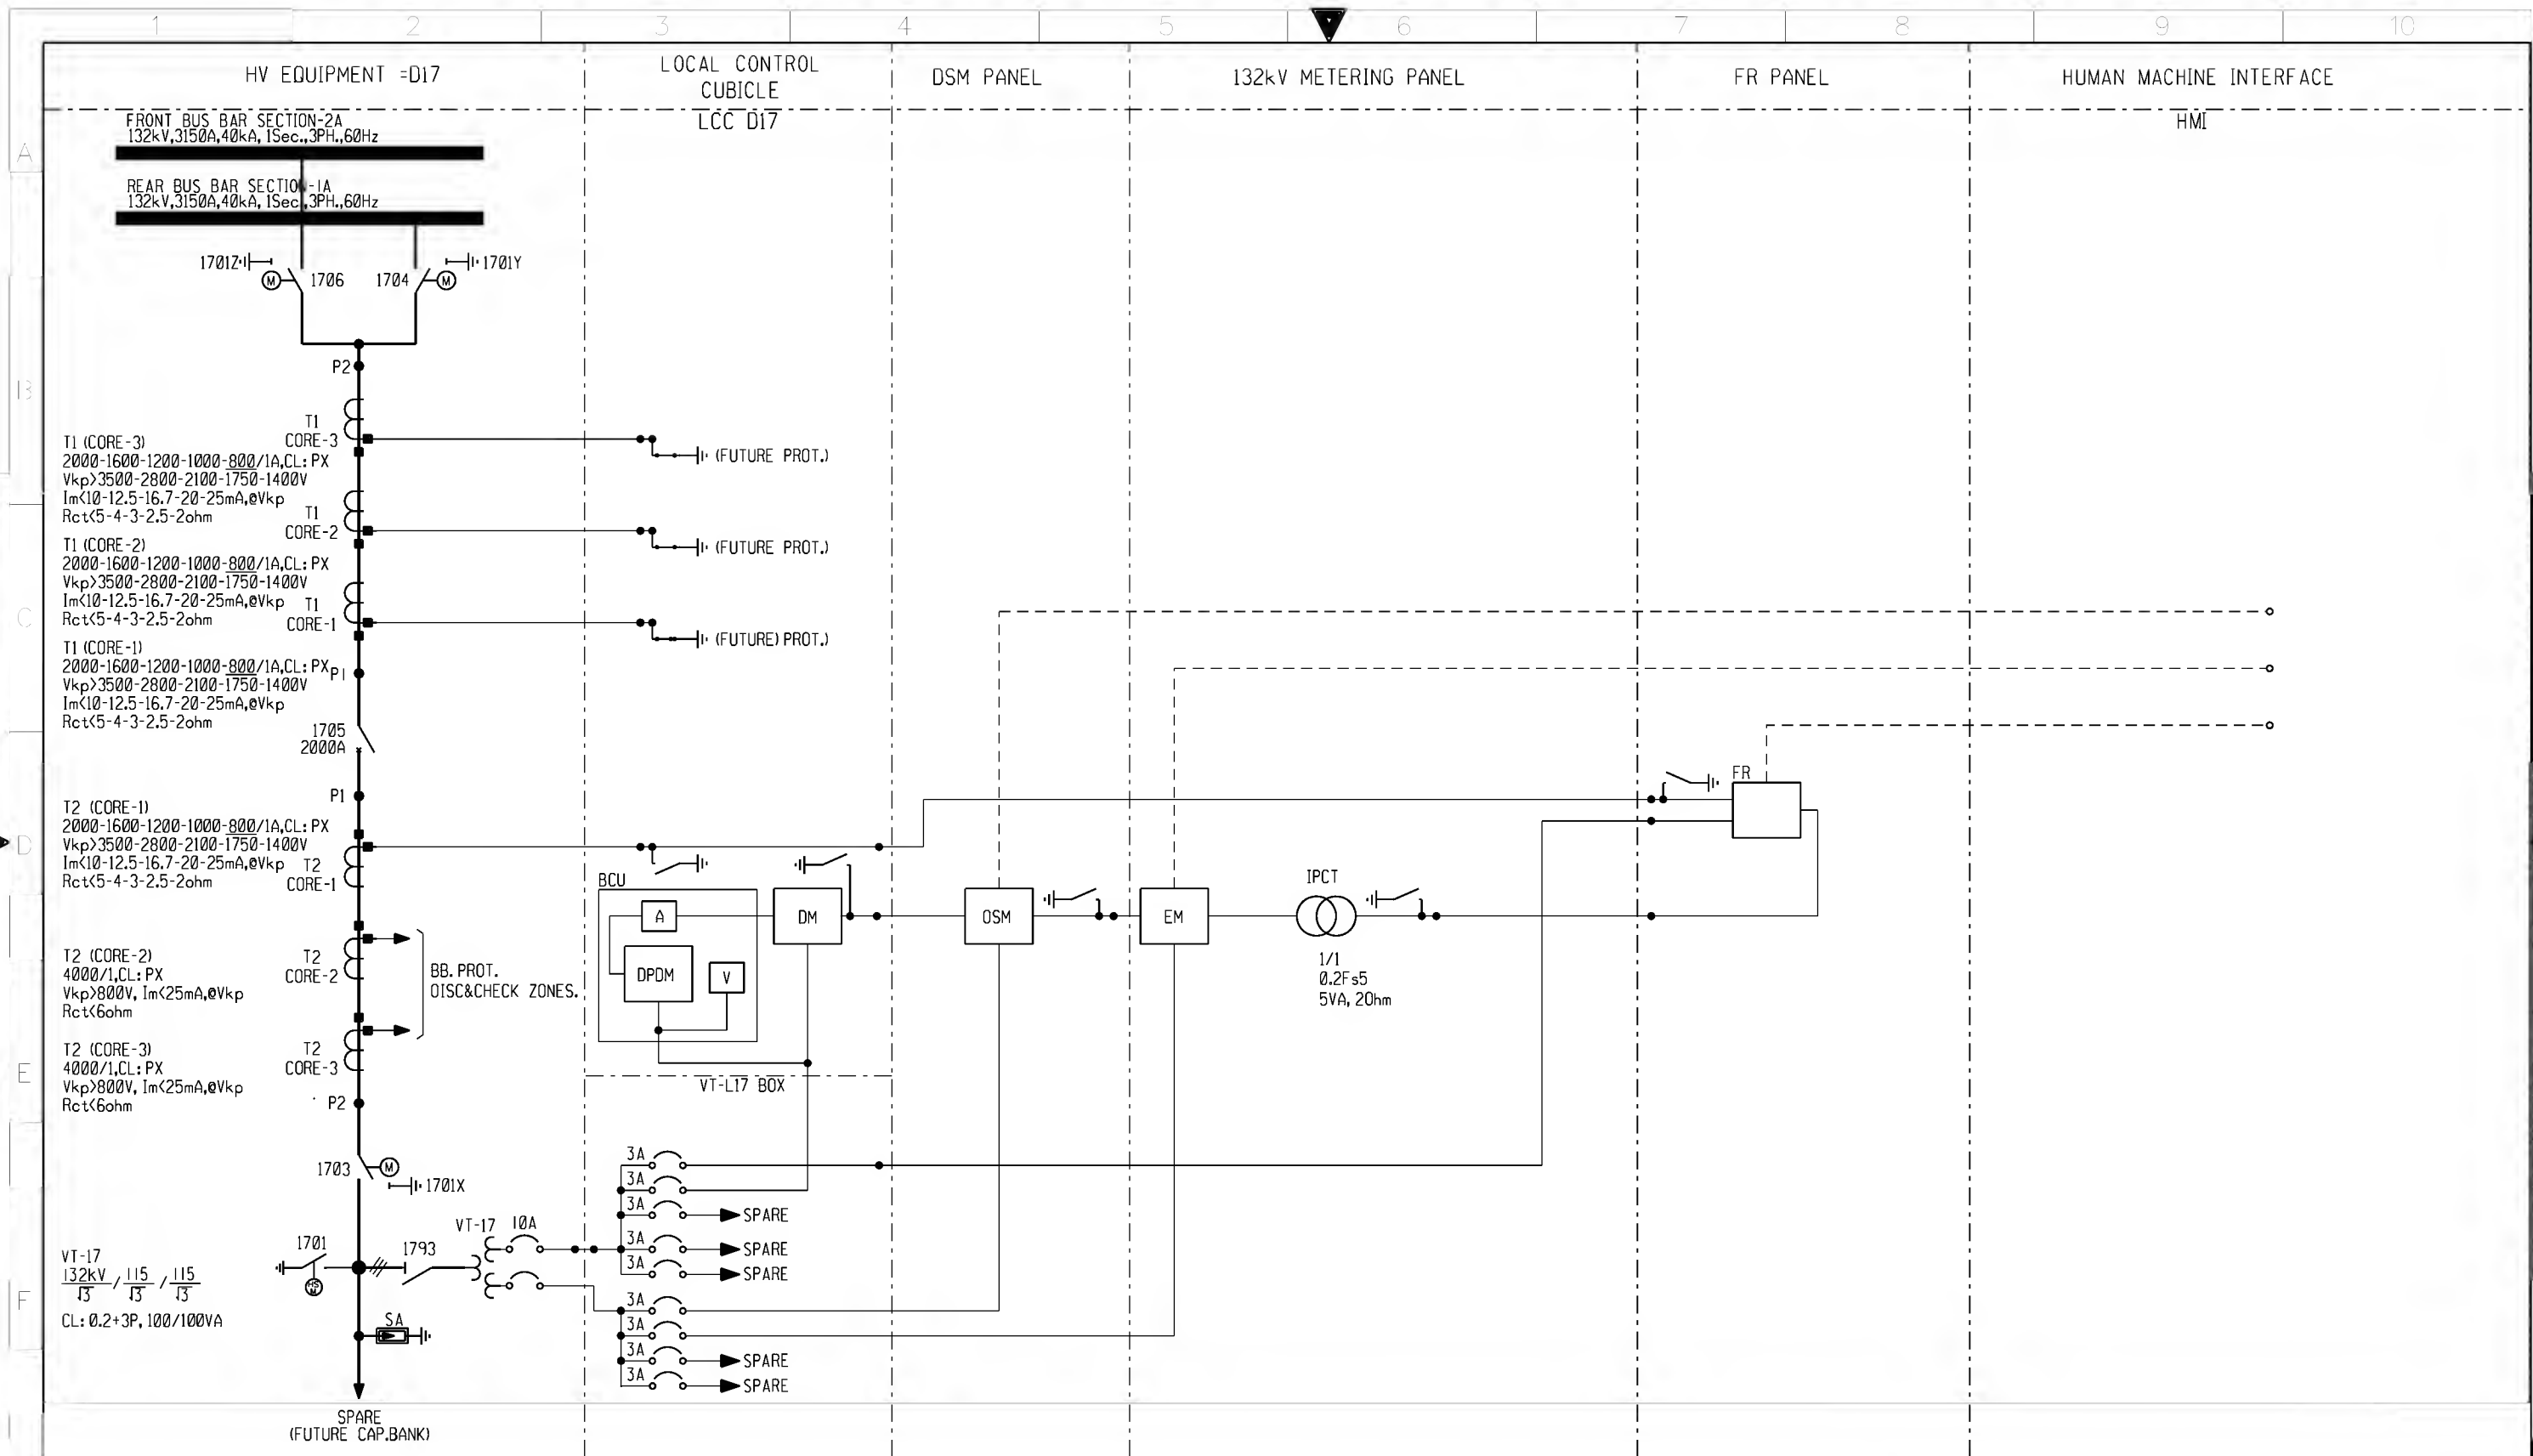 1 2 3 4 5 6 7 8 9 10
HV EQUIPMENT =D17
LOCAL CONTROL
CUBICLE
DSM PANEL
132kV METERING PANEL
FR PANEL
HUMAN MACHINE INTERFACE
LCC D17
HMI
A
FRONT BUS BAR SECTION-2A
132kV,3150A,40kA,1Sec.,3PH.,60Hz
REAR BUS BAR SECTION-1A
132kV,3150A,40kA,1Sec.,3PH.,60Hz
1701Z
M
1706
1704
M
1701Y
P2
B
T1
CORE-3
(FUTURE PROT.)
T1 (CORE-3)
2000-1600-1200-1000-800/1A,CL:PX
Vkp>3500-2800-2100-1750-1400V
Im<10-12.5-16.7-20-25mA,@Vkp
Rct<5-4-3-2.5-2ohm
T1
CORE-2
(FUTURE PROT.)
T1 (CORE-2)
2000-1600-1200-1000-800/1A,CL:PX
Vkp>3500-2800-2100-1750-1400V
Im<10-12.5-16.7-20-25mA,@Vkp
Rct<5-4-3-2.5-2ohm
T1
CORE-1
(FUTURE) PROT.)
C
T1 (CORE-1)
2000-1600-1200-1000-800/1A,CL:PX
Vkp>3500-2800-2100-1750-1400V
Im<10-12.5-16.7-20-25mA,@Vkp
Rct<5-4-3-2.5-2ohm
P1
1705
2000A
P1
FR
D
T2 (CORE-1)
2000-1600-1200-1000-800/1A,CL:PX
Vkp>3500-2800-2100-1750-1400V
Im<10-12.5-16.7-20-25mA,@Vkp
Rct<5-4-3-2.5-2ohm
T2
CORE-1
BCU
A
DM
OSM
EM
IPCT
1/1
0.2Fs5
5VA, 20hm
DPDM
V
T2 (CORE-2)
4000/1,CL:PX
Vkp>800V, Im<25mA,@Vkp
Rct<6ohm
T2
CORE-2
BB. PROT.
OISC&CHECK ZONES.
E
T2 (CORE-3)
4000/1,CL:PX
Vkp>800V, Im<25mA,@Vkp
Rct<6ohm
T2
CORE-3
P2
VT-L17 BOX
1703
M
1701X
3A
3A
3A
SPARE
3A
SPARE
3A
SPARE
VT-17
10A
1701
1793
F
VT-17
132kV/√3 / 115/√3 / 115/√3
CL: 0.2+3P, 100/100VA
SA
3A
3A
3A
SPARE
3A
SPARE
SPARE
(FUTURE CAP.BANK)